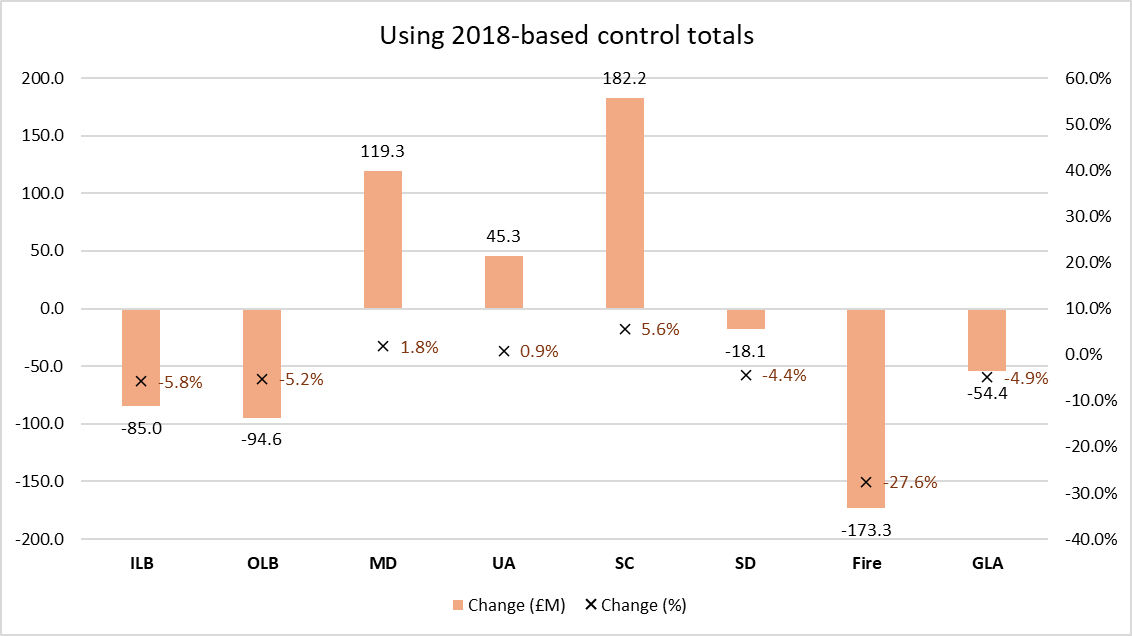 Using 2018-based control totals
200.0 182.2 60.0%
50.0%
150.0 119.3
40.0%
100.0
30.0%
50.0 45.3
20.0%
0.0 10.0%
5.6%
1.8% 0.9% -18.1 0.0%
-50.0
-5.8% -5.2% -4.4% -4.9%
-54.4 -10.0%
-100.0 -85.0 -94.6
-20.0%
-150.0 -27.6%
-30.0%
-200.0 -173.3 -40.0%
ILB OLB MD UA SC SD Fire GLA
Change (£M) Change (%)